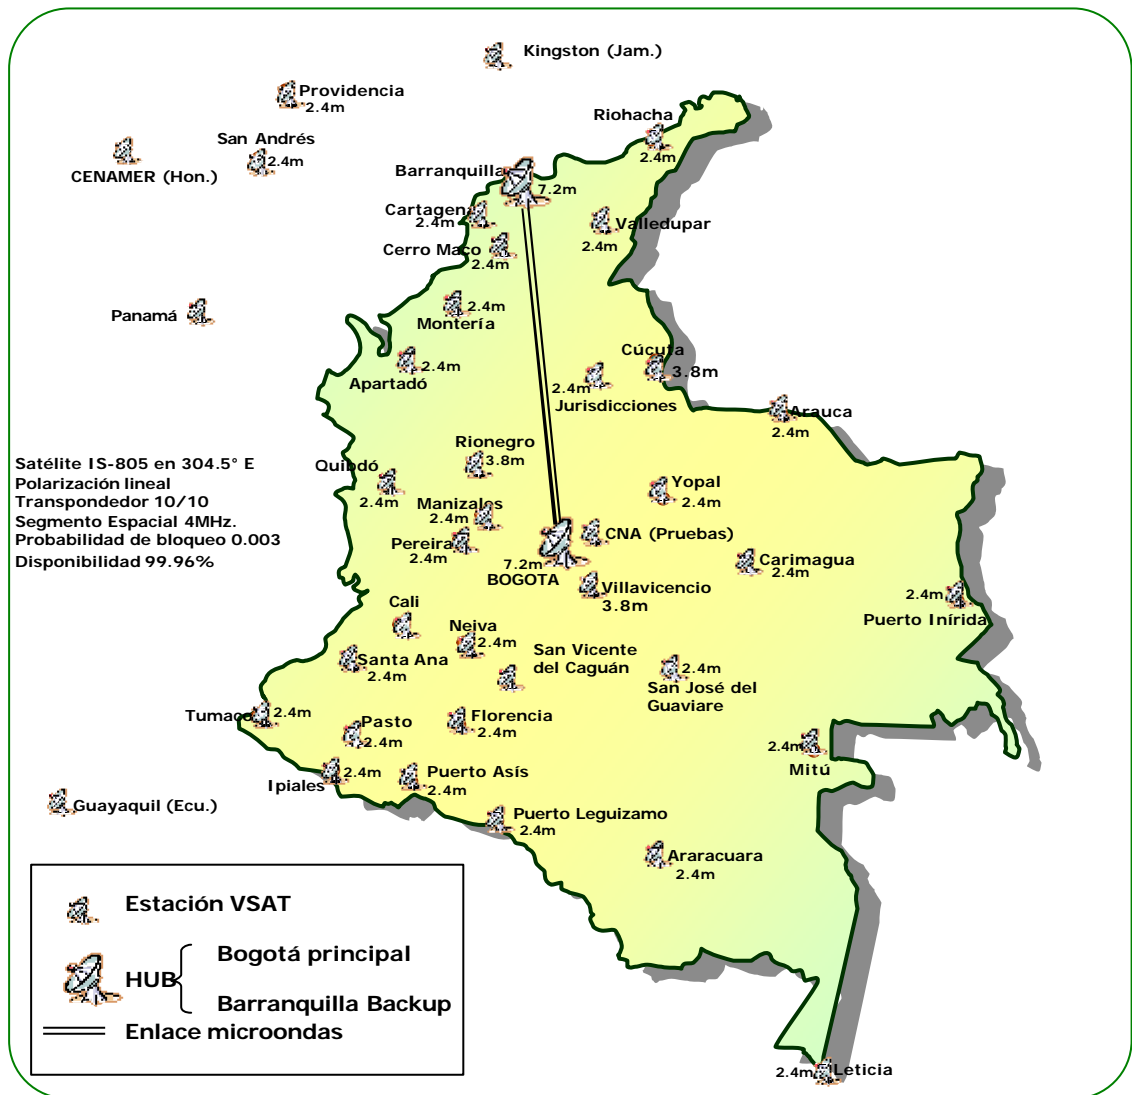 Kingston (Jam.)
Providencia
2.4m
Riohacha
2.4m
San Andrés
2.4m
CENAMER (Hon.)
Barranquilla
7.2m
Cartagena
2.4m
Valledupar
2.4m
Cerro Maco
2.4m
Panamá
2.4m
Montería
Cúcuta
3.8m
2.4m
Apartadó
2.4m
Jurisdicciones
Arauca
2.4m
Rionegro
3.8m
Satélite IS-805 en 304.5° E
Polarización lineal
Transpondedor 10/10
Segmento Espacial 4MHz.
Probabilidad de bloqueo 0.003
Disponibilidad 99.96%
Quibdó
2.4m
Yopal
2.4m
Manizales
2.4m
Pereira
2.4m
CNA (Pruebas)
7.2m
BOGOTA
Carimagua
2.4m
Villavicencio
3.8m
2.4m
Puerto Inírida
Cali
Neiva
2.4m
Santa Ana
2.4m
San Vicente
del Caguán
2.4m
San José del
Guaviare
Tumaco
2.4m
Pasto
2.4m
Florencia
2.4m
2.4m
Mitú
Ipiales
2.4m
Puerto Asís
2.4m
Guayaquil (Ecu.)
Puerto Leguizamo
2.4m
Araracuara
2.4m
Estación VSAT
HUB
Bogotá principal
Barranquilla Backup
Enlace microondas
2.4m
Leticia